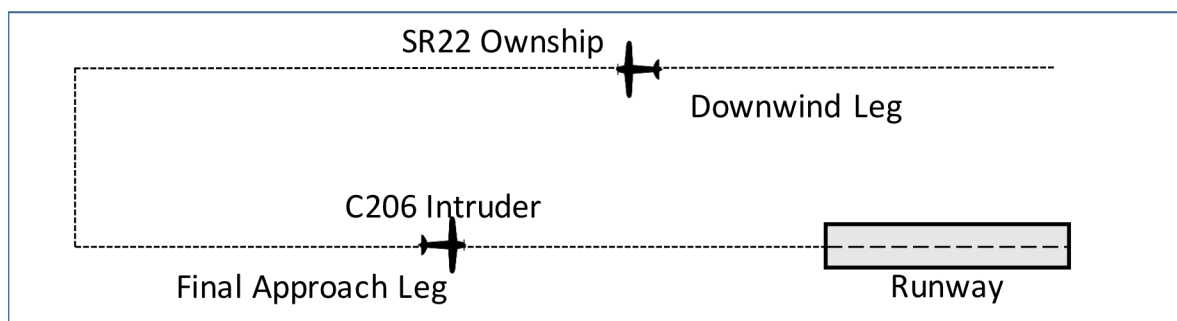 SR22 Ownship
Downwind Leg
C206 Intruder
Final Approach Leg
Runway